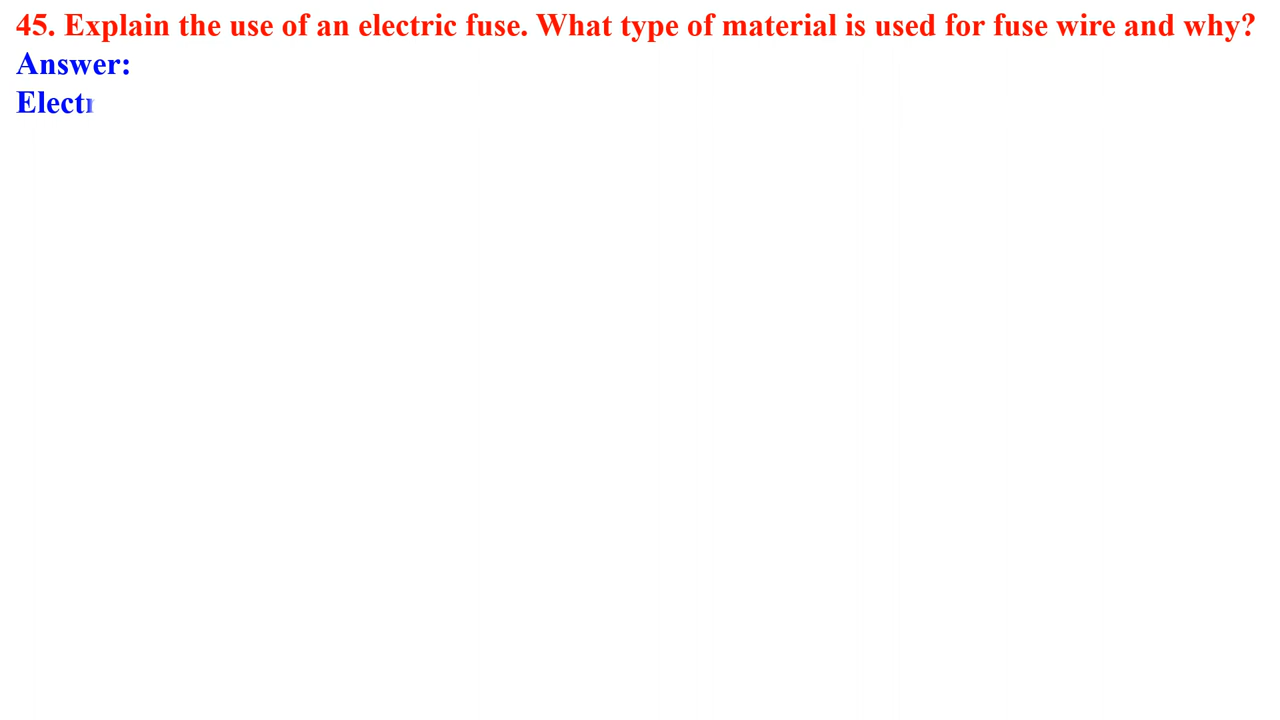 45. Explain the use of an electric fuse. What type of material is used for fuse wire and why?
Answer:
Elect